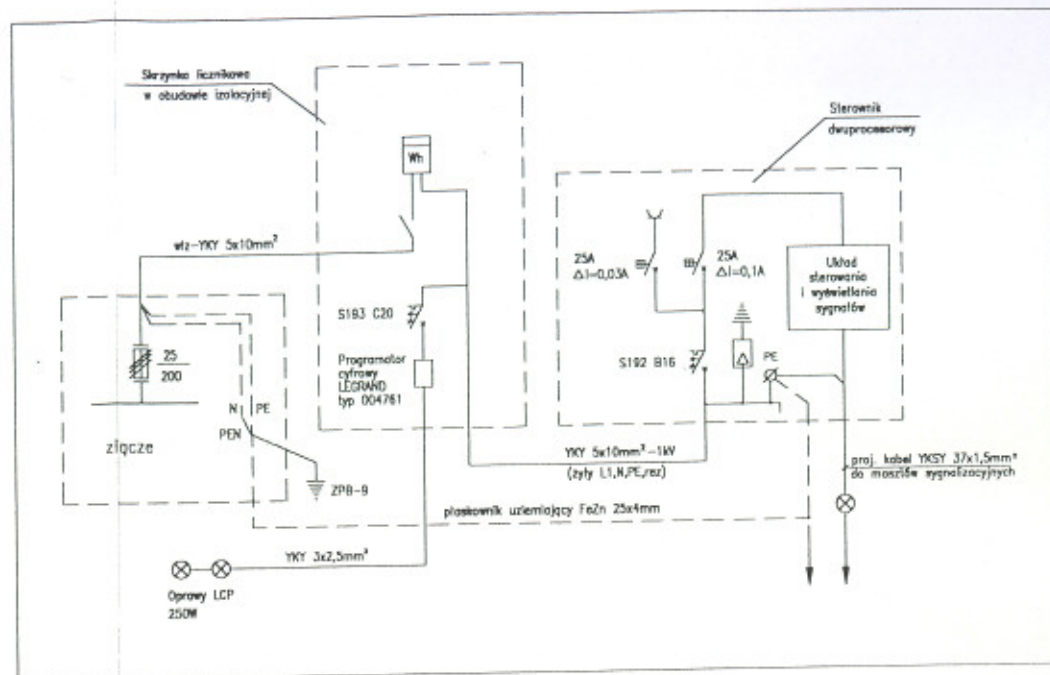 Skrzynka licznikowa
w obudowie izolacyjnej
Sterownik
dwuprocesorowy
Wh
wlz-YKY 5x10mm²
25A
ΔI=0,03A
25A
ΔI=0,1A
Układ
sterowania
i wyświetlania
sygnałów
S193 C20
25
200
Programator
cyfrowy
LEGRAND
typ 004761
S192 B16
Δ
PE
N PE
PEN
złącze
ZPB-9
YKY 5x10mm²-1kV
(żyły L1,N,PE,rez)
proj. kabel YKSY 37x1,5mm²
do masztów sygnalizacyjnych
płaskownik uziemiający FeZn 25x4mm
YKY 3x2,5mm²
Oprawy LCP
250W